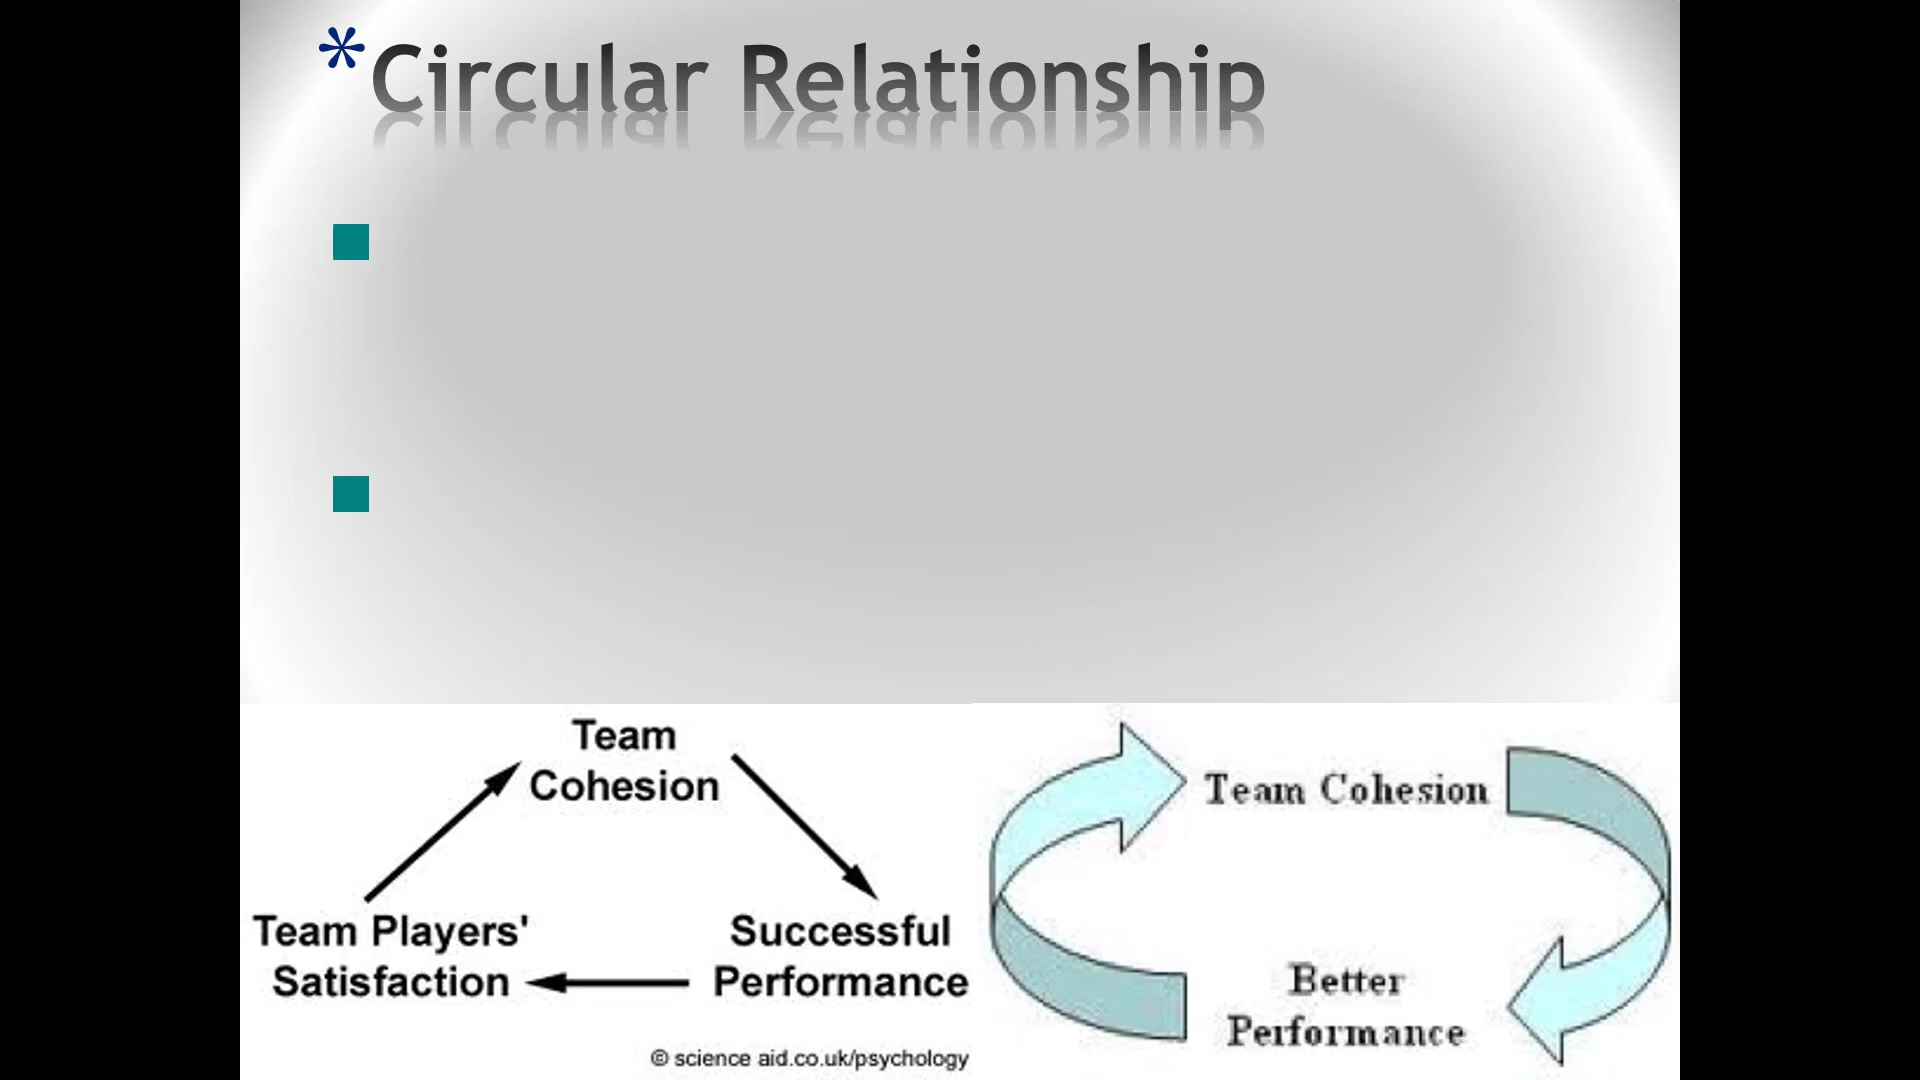 *Circular Relationship
Team
Cohesion
Team Players'
Satisfaction
Successful
Performance
© science aid.co.uk/psychology
Team Cohesion
Better
Performance